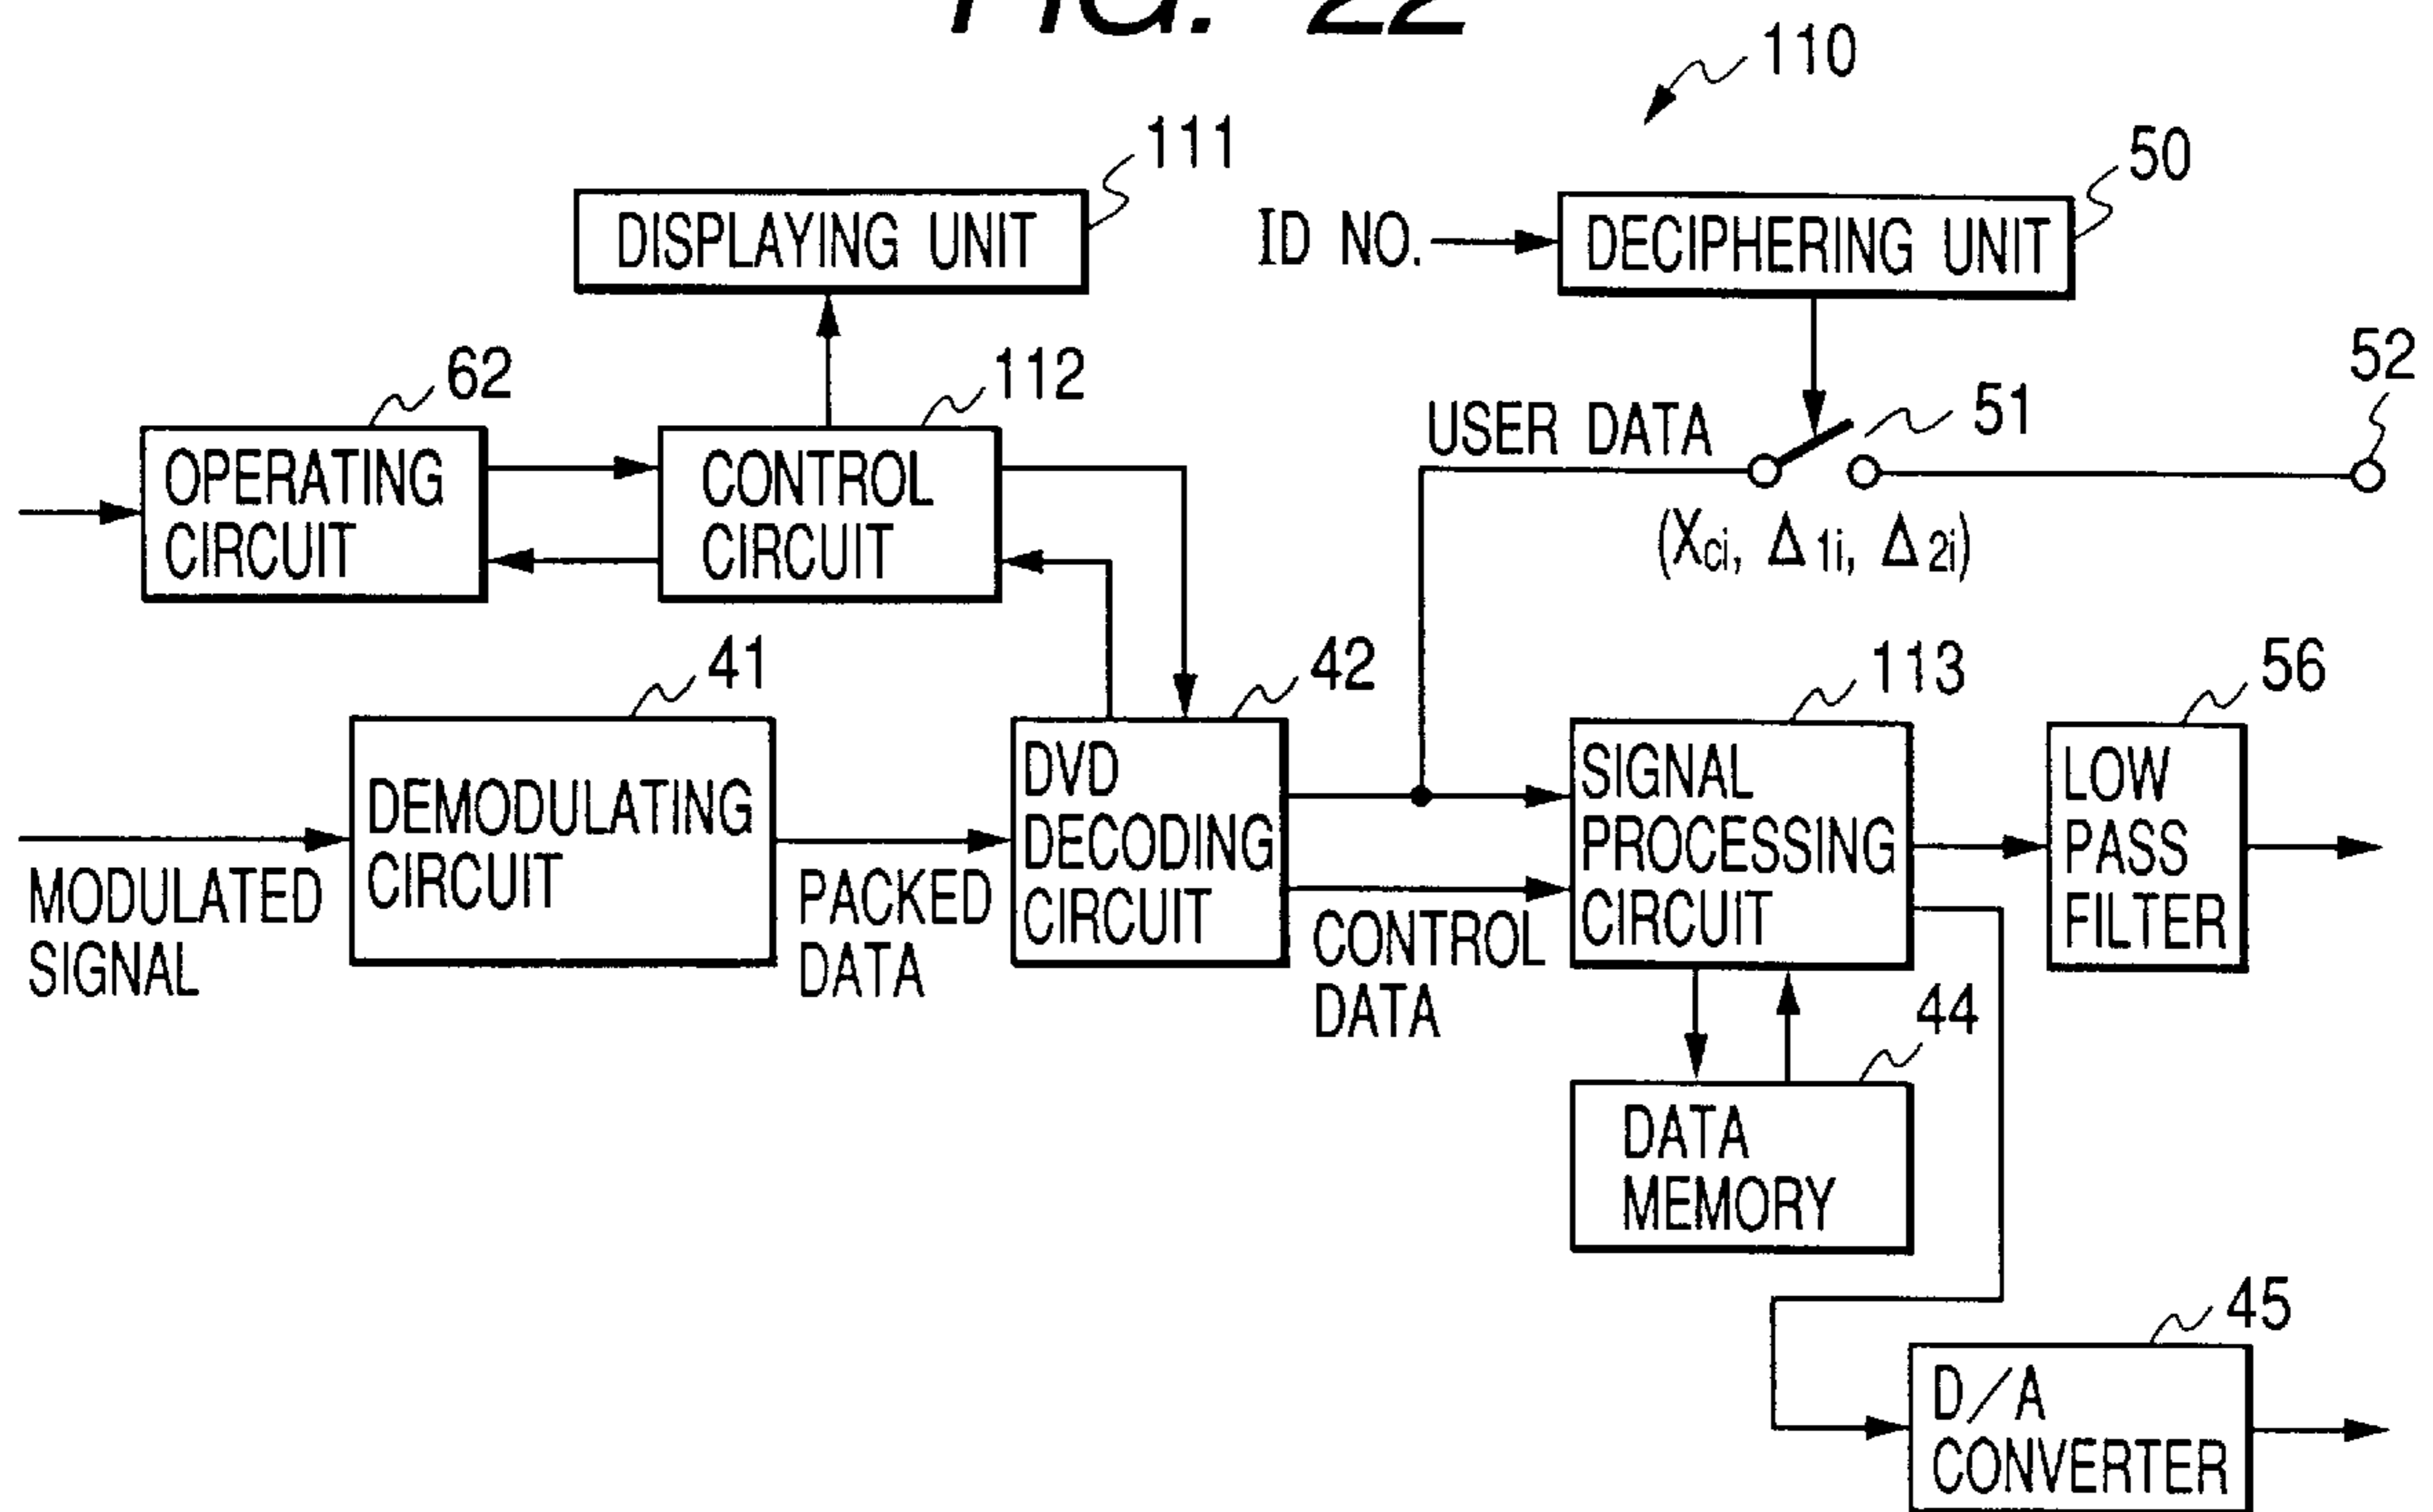 FIG. 22
110
111
50
DISPLAYING UNIT
ID NO.
DECIPHERING UNIT
62
112
52
USER DATA
51
OPERATING
CIRCUIT
CONTROL
CIRCUIT
(Xci, Δ1i, Δ2i)
41
42
113
56
DEMODULATING
CIRCUIT
DVD
DECODING
CIRCUIT
SIGNAL
PROCESSING
CIRCUIT
LOW
PASS
FILTER
MODULATED
SIGNAL
PACKED
DATA
CONTROL
DATA
44
DATA
MEMORY
45
D/A
CONVERTER